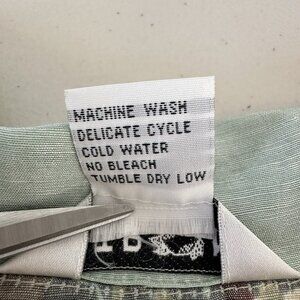 MACHINE WASH
DELICATE CYCLE
COLD WATER
NO BLEACH
TUMBLE DRY LOW